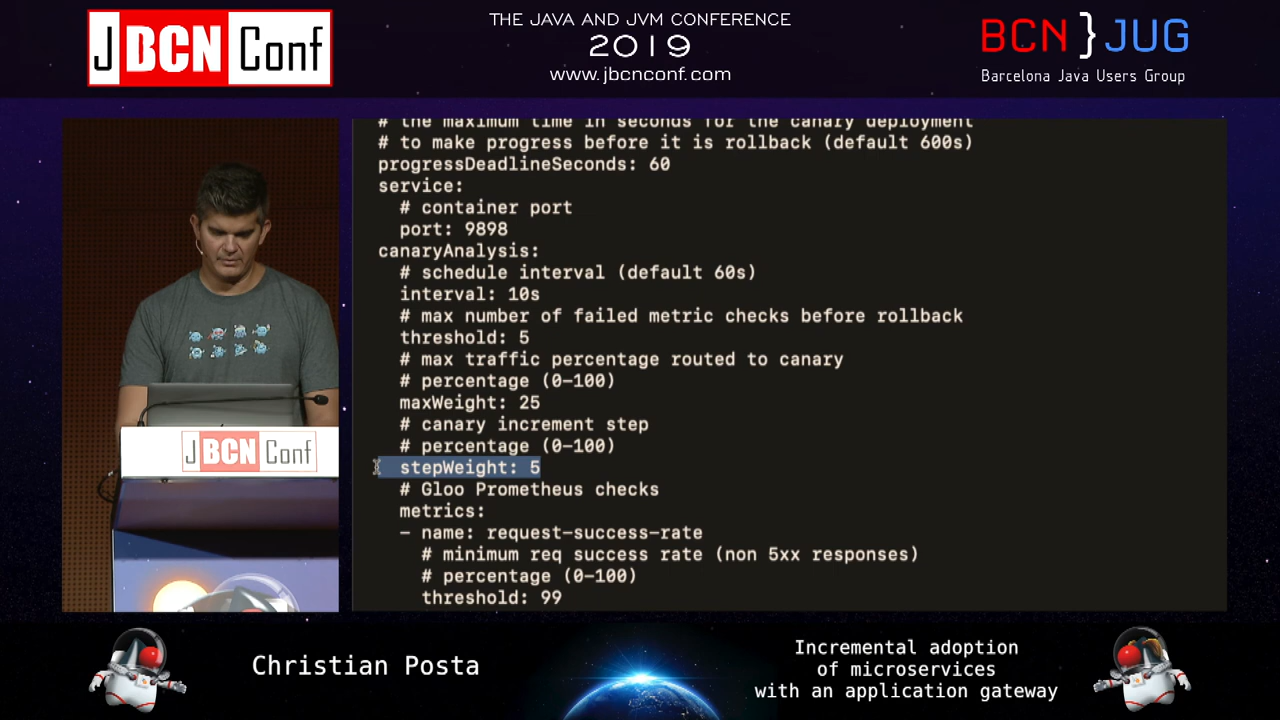 JBCNConf
THE JAVA AND JVM CONFERENCE
2019
www.jbcnconf.com
BCN}JUG
Barcelona Java Users Group
# the maximum time in seconds for the canary deployment
# to make progress before it is rollback (default 600s)
progressDeadlineSeconds: 60
service:
# container port
port: 9898
canaryAnalysis:
# schedule interval (default 60s)
interval: 10s
# max number of failed metric checks before rollback
threshold: 5
# max traffic percentage routed to canary
# percentage (0-100)
maxWeight: 25
# canary increment step
# percentage (0-100)
stepWeight: 5
# Gloo Prometheus checks
metrics:
- name: request-success-rate
# minimum req success rate (non 5xx responses)
# percentage (0-100)
threshold: 99
JBCNConf
Christian Posta
Incremental adoption
of microservices
with an application gateway